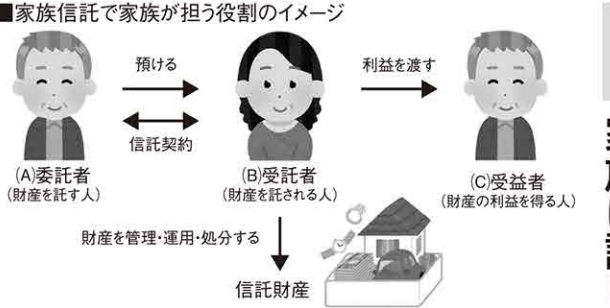 ■家族信託で家族が担う役割のイメージ
預ける
利益を渡す
信託契約
(A)委託者
(財産を託す人)
(B)受託者
(財産を託される人)
(C)受益者
(財産の利益を得る人)
財産を管理・運用・処分する
信託財産